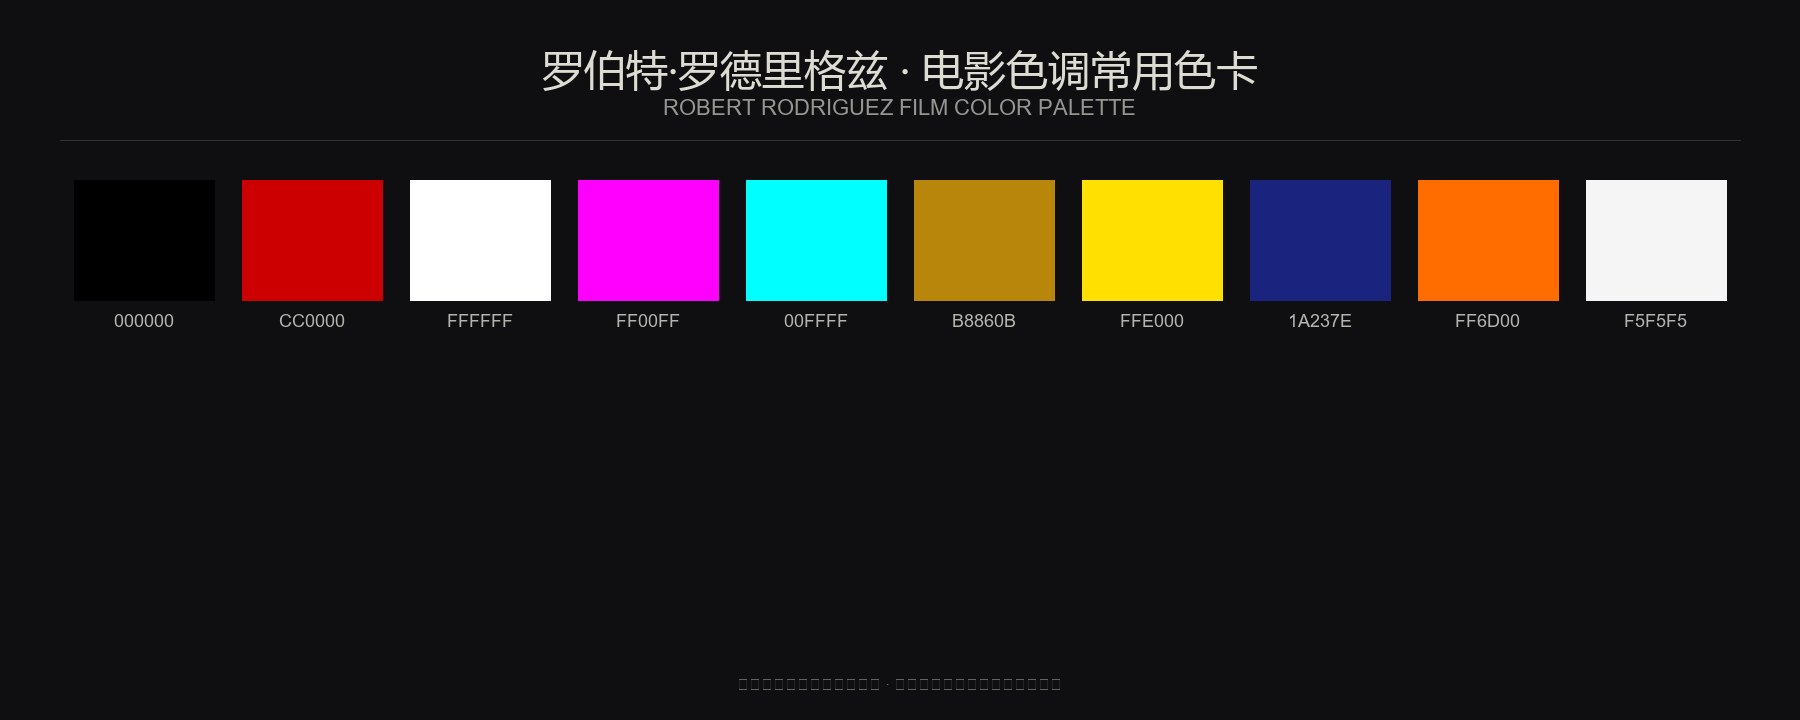 罗伯特·罗德里格兹 · 电影色调常用色卡
ROBERT RODRIGUEZ FILM COLOR PALETTE
000000 CC0000 FFFFFF FF00FF 00FFFF B8860B FFE000 1A237E FF6D00 F5F5F5